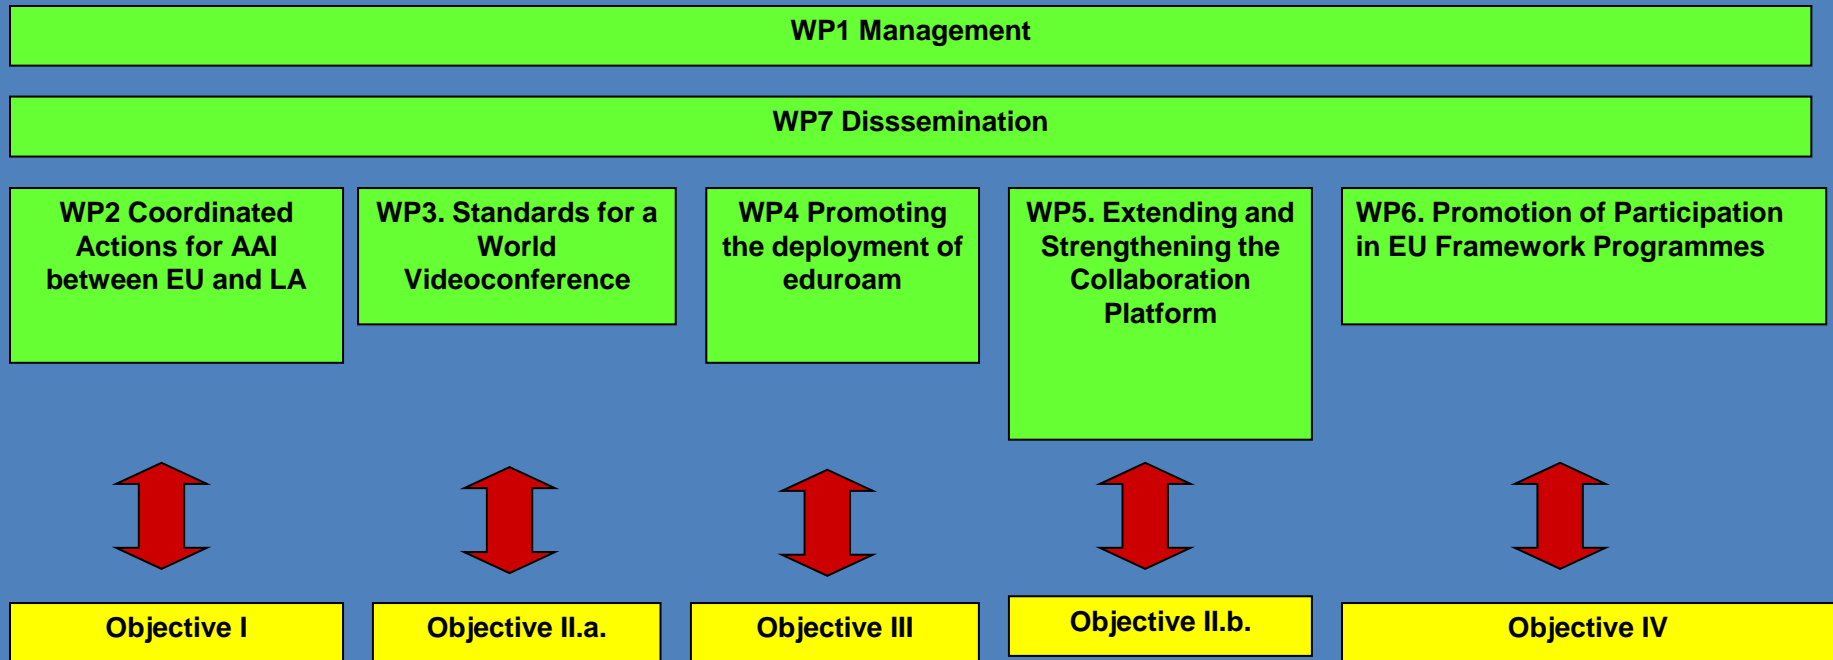 WP1 Management
WP7 Disssemination
WP2 Coordinated
Actions for AAI
between EU and LA
WP3. Standards for a
World
Videoconference
WP4 Promoting
the deployment of
eduroam
WP5. Extending and
Strengthening the
Collaboration
Platform
WP6. Promotion of Participation
in EU Framework Programmes
Objective I
Objective II.a.
Objective III
Objective II.b.
Objective IV